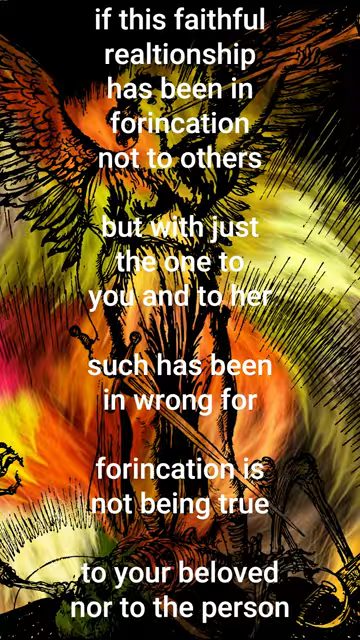 if this faithful
realtionship
has been in
forincation
not to others
but with just
the one to
you and to her
such has been
in wrong for
forincation is
not being true
to your beloved
nor to the person